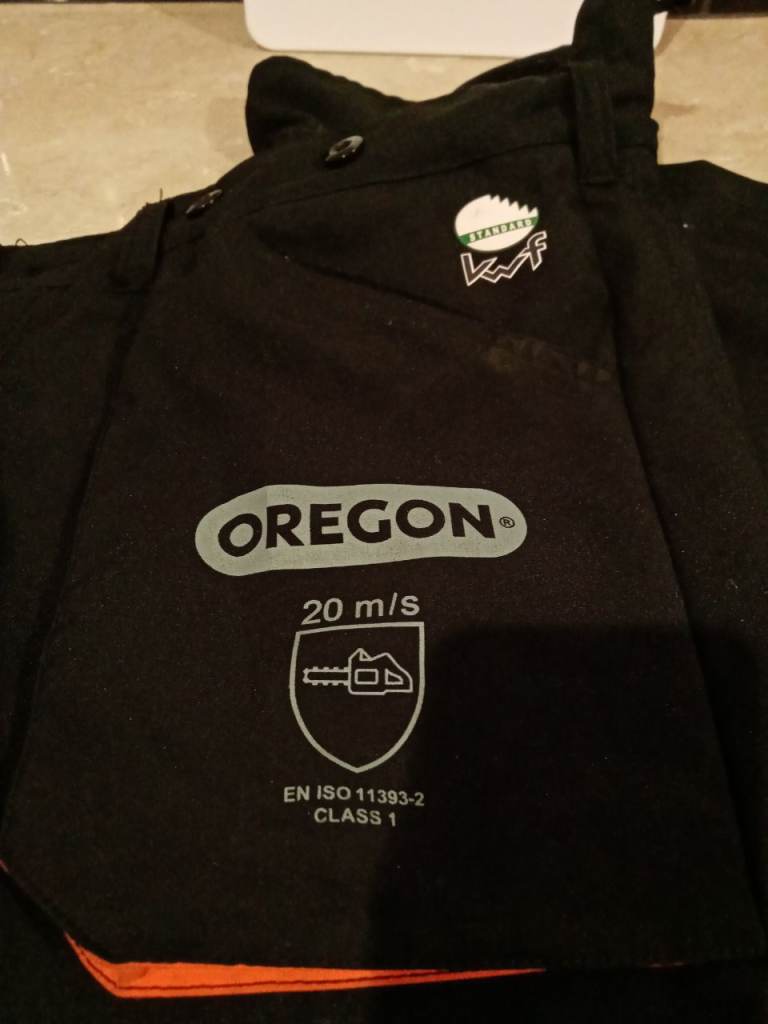 STANDARD
kwf
OREGON®
20 m/s
EN ISO 11393-2
CLASS 1